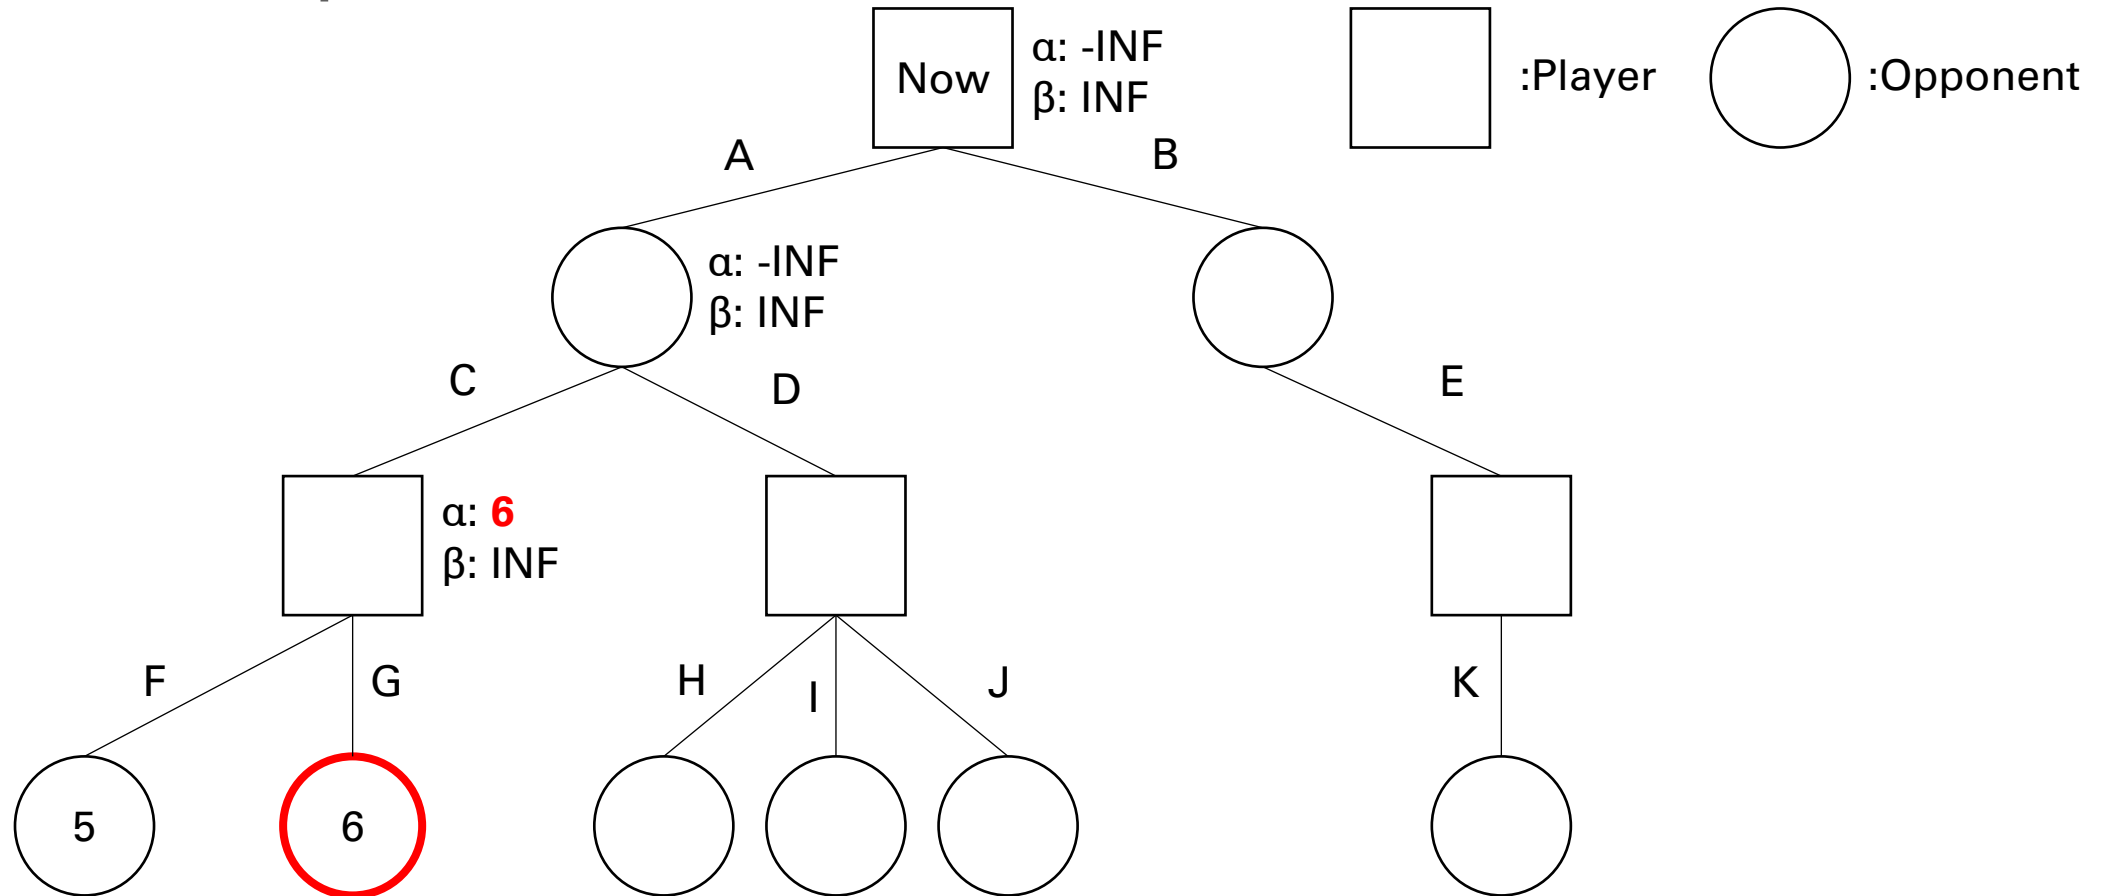 Now
α: -INF
β: INF
:Player
:Opponent
A
B
α: -INF
β: INF
C
D
E
α: 6
β: INF
F
G
H
I
J
K
5
6